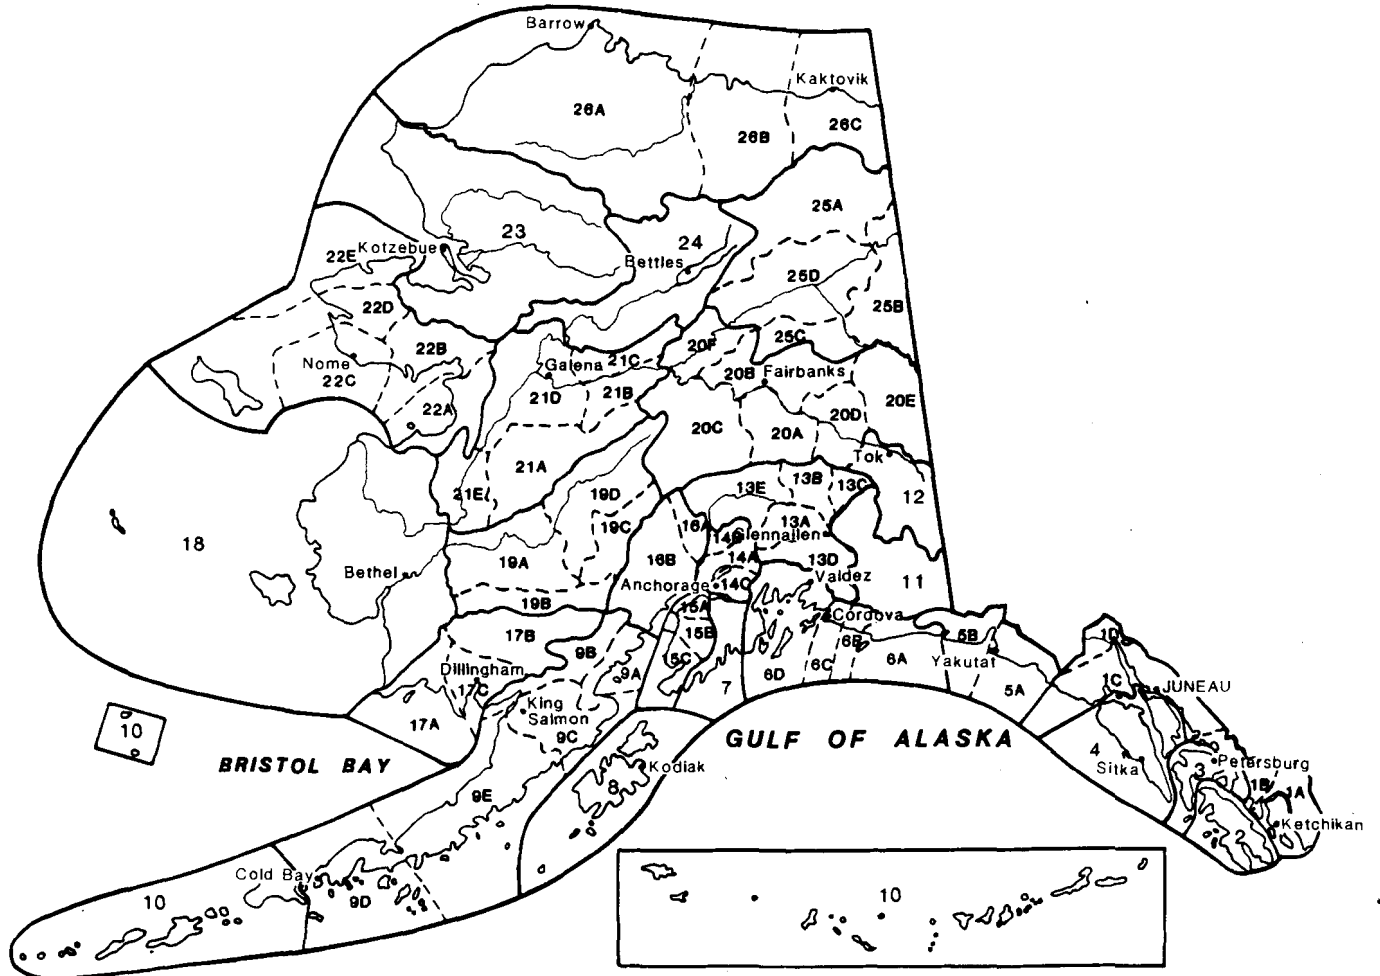 Barrow
Kaktovik
26A
26B
26C
25A
23
24
Kotzebue
22E
Bettles
25D
22D
25B
25C
20F
22B
Nome
22C
Galena
21C
20B
Fairbanks
21D
21B
22A
20D
20E
20C
20A
21A
Tok
21E
19D
13E
13B
13C
12
19C
16A
13A
14B
Glennallen
18
16B
14A
13D
19A
Bethel
Anchorage
14C
Valdez
11
19B
15A
Cordova
17B
15B
6B
5B
1D
9B
15C
6A
Yakutat
Dillingham
9A
6D
6C
17C
7
5A
1C
JUNEAU
King
Salmon
17A
9C
10
GULF OF ALASKA
4
Sitka
BRISTOL BAY
Kodiak
3
Petersburg
8
9E
1B
1A
Ketchikan
2
Cold Bay
10
9D
10